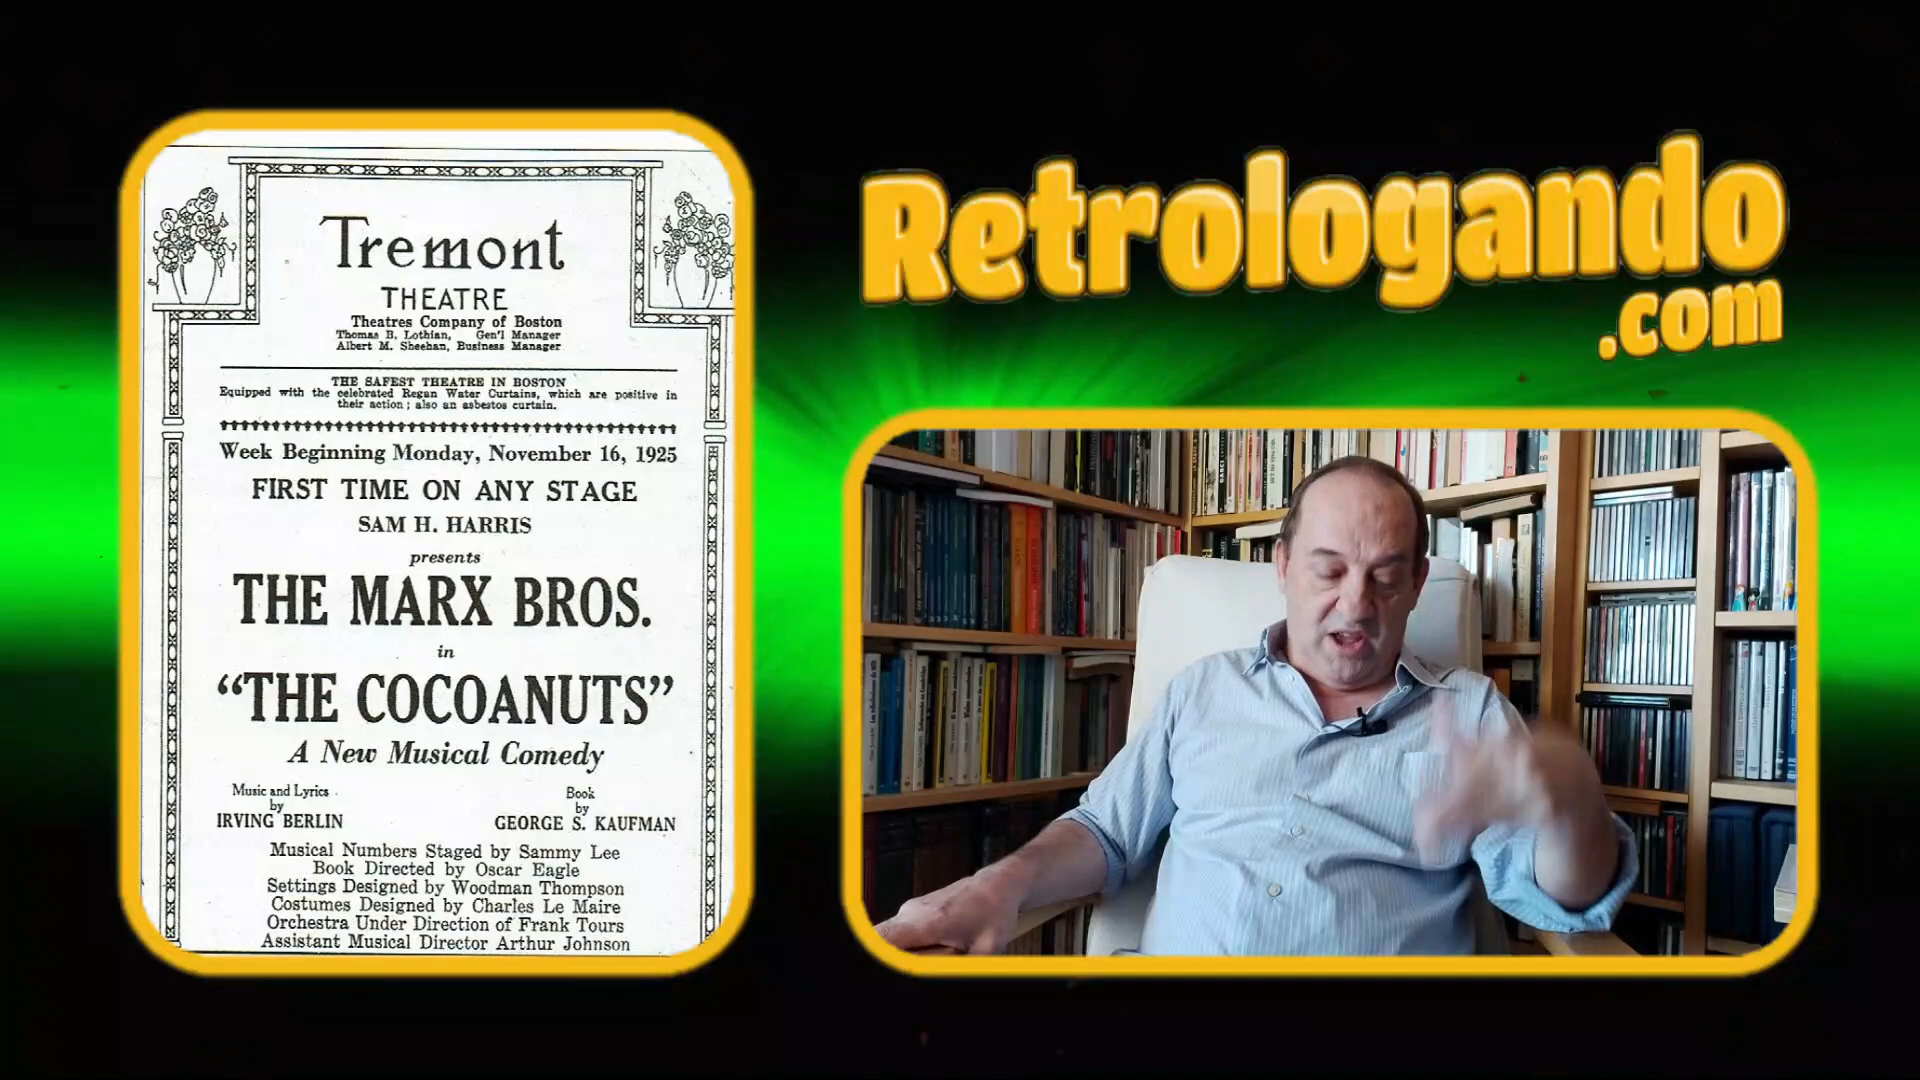 Tremont
THEATRE
Theatres Company of Boston
Thomas B. Lothian, Gen'l Manager
Albert M. Sheehan, Business Manager
THE SAFEST THEATRE IN BOSTON
Equipped with the celebrated Regan Water Curtains, which are positive in
their action; also an asbestos curtain.
Week Beginning Monday, November 16, 1925
FIRST TIME ON ANY STAGE
SAM H. HARRIS
presents
THE MARX BROS.
in
“THE COCOANUTS”
A New Musical Comedy
Music and Lyrics
by
IRVING BERLIN
Book
by
GEORGE S. KAUFMAN
Musical Numbers Staged by Sammy Lee
Book Directed by Oscar Eagle
Settings Designed by Woodman Thompson
Costumes Designed by Charles Le Maire
Orchestra Under Direction of Frank Tours
Assistant Musical Director Arthur Johnson
Retrologando
.com